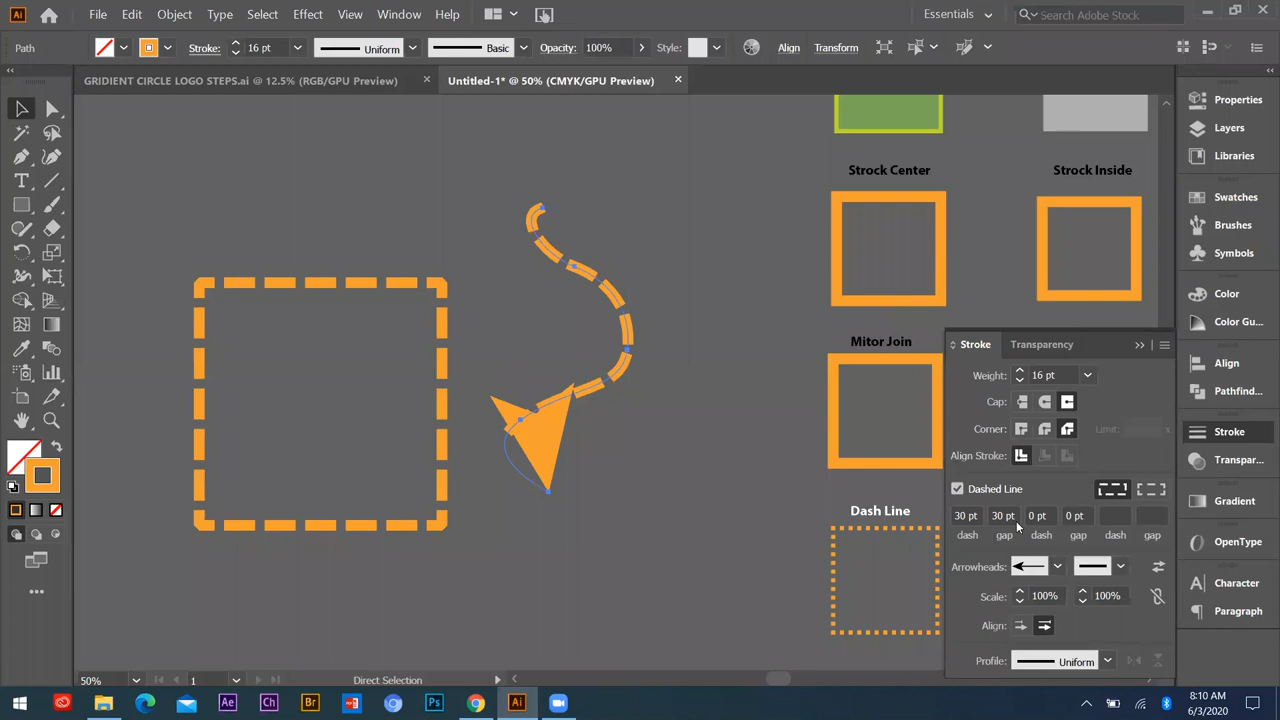 Ai File Edit Object Type Select Effect View Window Help Essentials Search Adobe Stock
Path Stroke: 16 pt Uniform Basic Opacity: 100% Style: Align Transform
GRIDIENT CIRCLE LOGO STEPS.ai @ 12.5% (RGB/GPU Preview) × Untitled-1* @ 50% (CMYK/GPU Preview) ×
Properties
Layers
Libraries
Strock Center Strock Inside
Swatches
Brushes
Symbols
Color
Color Gu...
Mitor Join
Stroke Transparency
Align
Weight: 16 pt
Pathfind...
Cap:
Corner: Limit: x
Stroke
Align Stroke:
Transpar...
Dashed Line
Gradient
Dash Line
30 pt 30 pt 0 pt 0 pt
dash gap dash gap dash gap
OpenType
Arrowheads:
Character
Scale: 100% 100%
Paragraph
Align:
Profile: Uniform
50% 1 Direct Selection
Ae Ch Br Ps Ai
8:10 AM
6/3/2020